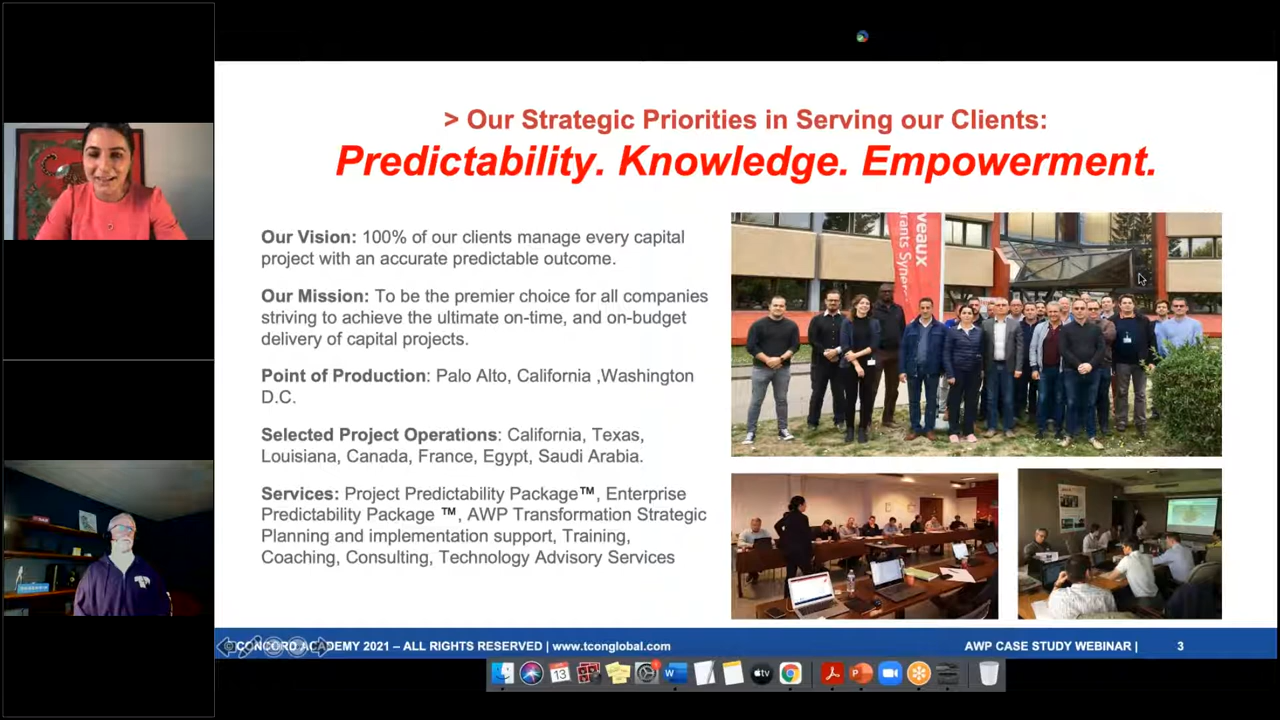 > Our Strategic Priorities in Serving our Clients:
Predictability. Knowledge. Empowerment.
Our Vision: 100% of our clients manage every capital
project with an accurate predictable outcome.
Our Mission: To be the premier choice for all companies
striving to achieve the ultimate on-time, and on-budget
delivery of capital projects.
Point of Production: Palo Alto, California ,Washington
D.C.
Selected Project Operations: California, Texas,
Louisiana, Canada, France, Egypt, Saudi Arabia.
Services: Project Predictability Package™, Enterprise
Predictability Package ™, AWP Transformation Strategic
Planning and implementation support, Training,
Coaching, Consulting, Technology Advisory Services
veaux
arants Syner
©CONCORD ACADEMY 2021 – ALL RIGHTS RESERVED | www.tconglobal.com
AWP CASE STUDY WEBINAR | 3
13
tv